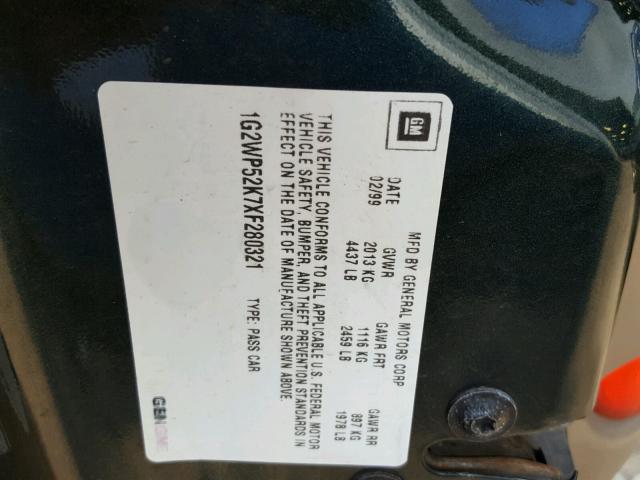 GM
MFD BY GENERAL MOTORS CORP
DATE GVWR GAWR FRT GAWR RR
02/99 2013 KG 1116 KG 897 KG
4437 LB 2459 LB 1978 LB
THIS VEHICLE CONFORMS TO ALL APPLICABLE U.S. FEDERAL MOTOR
VEHICLE SAFETY, BUMPER, AND THEFT PREVENTION STANDARDS IN
EFFECT ON THE DATE OF MANUFACTURE SHOWN ABOVE.
1G2WP52K7XF280321 TYPE: PASS CAR